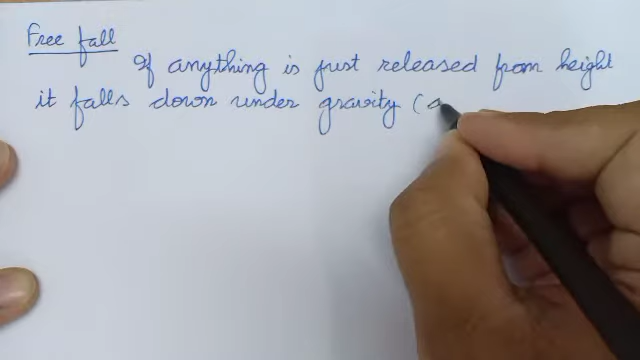 Free fall
If anything is just released from height
it falls down under gravity (a